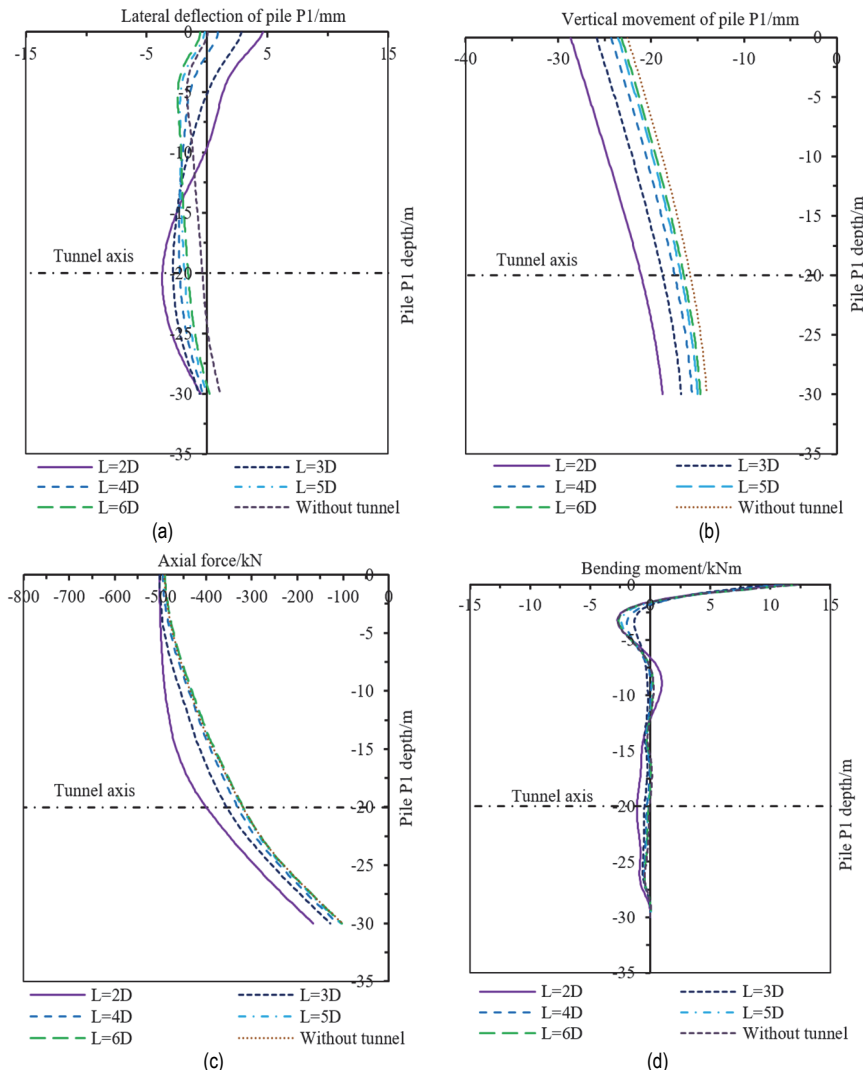 Lateral deflection of pile P1/mm
-15 -5 5 15
0
-5
-10
-15
-20
-25
-30
-35
Tunnel axis
Pile P1 depth/m
L=2D L=3D
L=4D L=5D
L=6D Without tunnel
(a)
Vertical movement of pile P1/mm
-40 -30 -20 -10 0
0
-5
-10
-15
-20
-25
-30
-35
Tunnel axis
Pile P1 depth/m
L=2D L=3D
L=4D L=5D
L=6D Without tunnel
(b)
Axial force/kN
-800 -700 -600 -500 -400 -300 -200 -100 0
0
-5
-10
-15
-20
-25
-30
-35
Tunnel axis
Pile P1 depth/m
L=2D L=3D
L=4D L=5D
L=6D Without tunnel
(c)
Bending moment/kNm
-15 -10 -5 0 5 10 15
0
-5
-10
-15
-20
-25
-30
-35
Tunnel axis
Pile P1 depth/m
L=2D L=3D
L=4D L=5D
L=6D Without tunnel
(d)